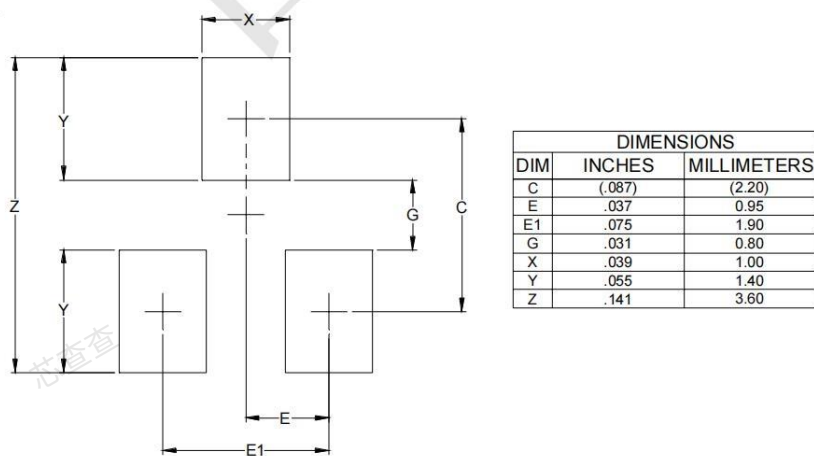 X
Y
Z
G
C
Y
E
E1
DIMENSIONS
DIM INCHES MILLIMETERS
C (.087) (2.20)
E .037 0.95
E1 .075 1.90
G .031 0.80
X .039 1.00
Y .055 1.40
Z .141 3.60
芯查查